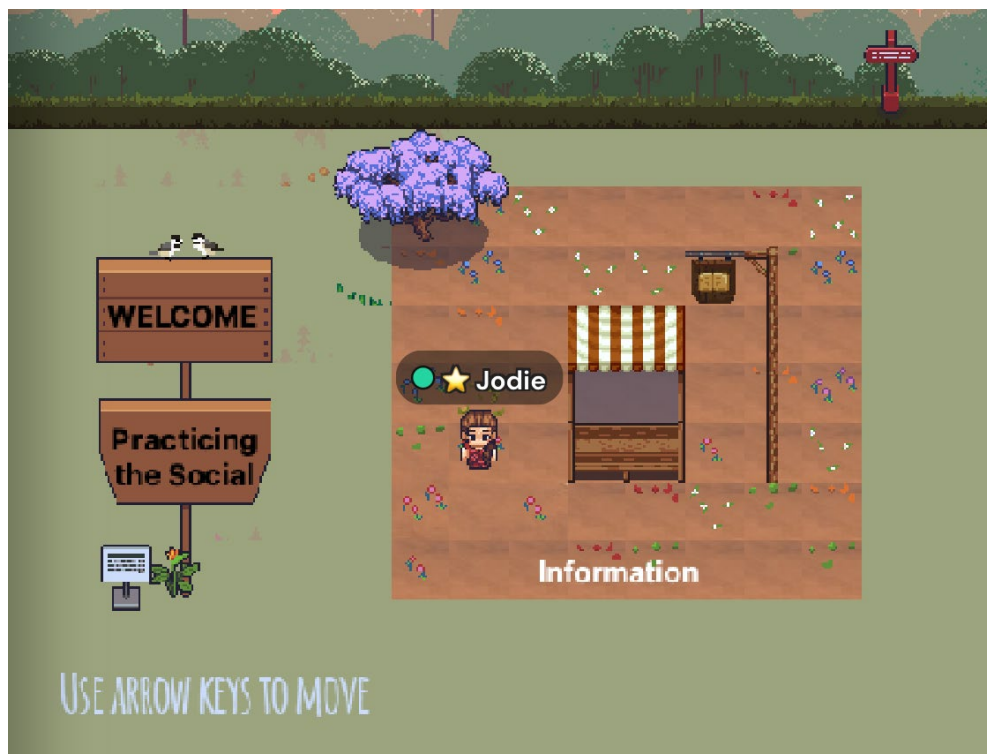 WELCOME
Practicing
the Social
Jodie
Information
USE ARROW KEYS TO MOVE